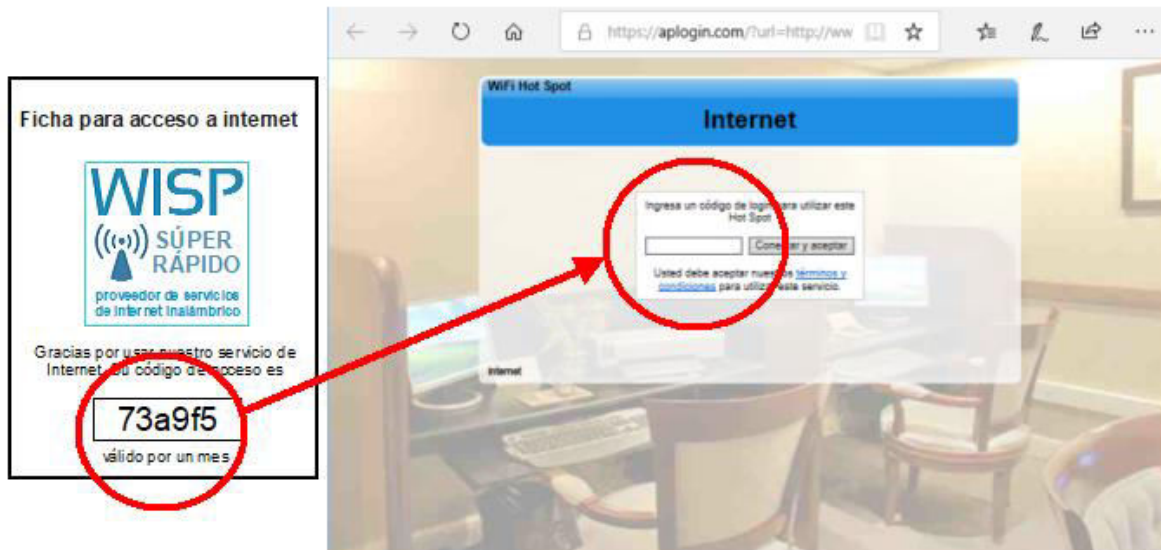 Ficha para acceso a internet
WISP
SÚPER
RÁPIDO
proveedor de servicios
de internet inalámbrico
Gracias por usar nuestro servicio de
Internet. Su código de acceso es
73a9f5
válido por un mes
https://aplogin.com/?url=http://ww
WiFi Hot Spot
Internet
Ingresa un código de login para utilizar este
Hot Spot
Conectar y aceptar
Usted debe aceptar nuestros términos y
condiciones para utilizar este servicio.
Internet